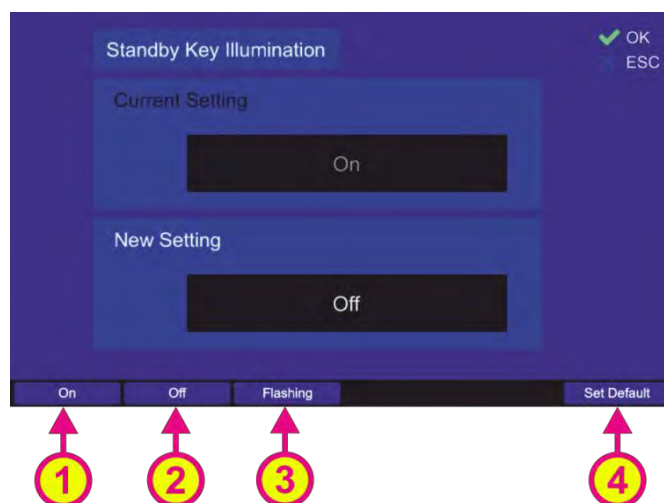 Standby Key Illumination
OK
ESC
Current Setting
On
New Setting
Off
On Off Flashing Set Default
1 2 3 4